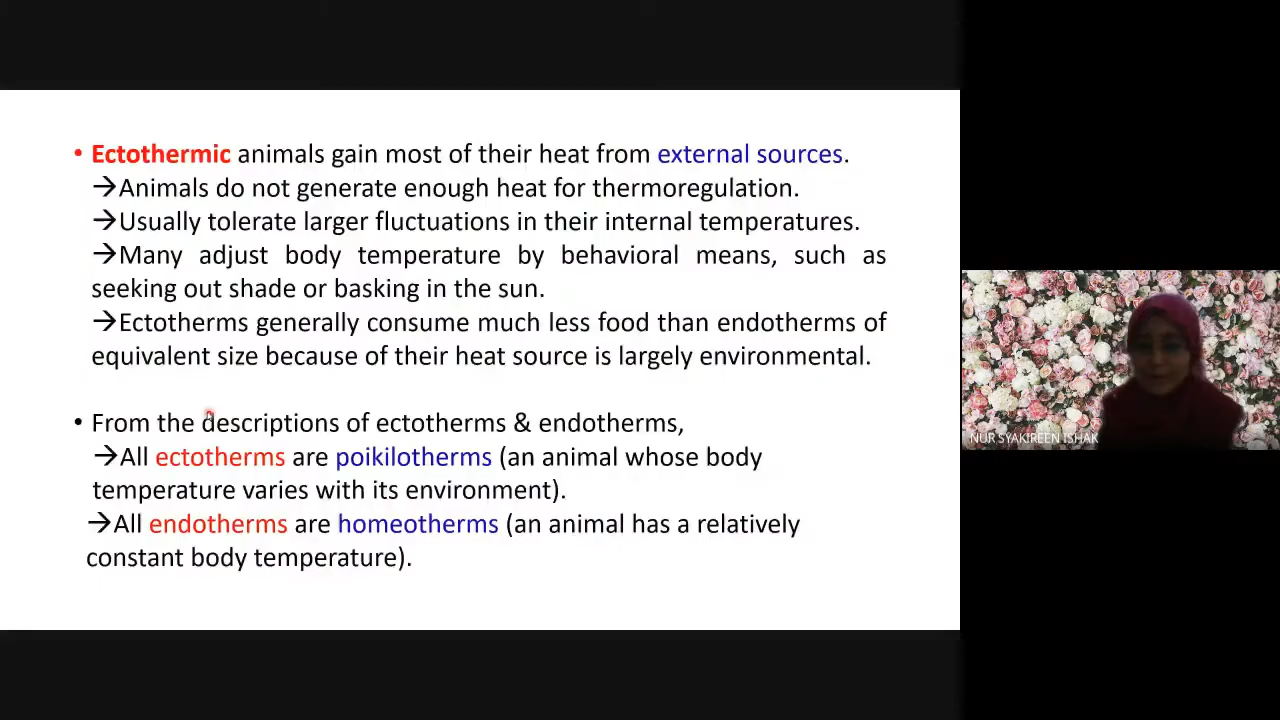 • Ectothermic animals gain most of their heat from external sources.
→Animals do not generate enough heat for thermoregulation.
→Usually tolerate larger fluctuations in their internal temperatures.
→Many adjust body temperature by behavioral means, such as
seeking out shade or basking in the sun.
→Ectotherms generally consume much less food than endotherms of
equivalent size because of their heat source is largely environmental.
• From the descriptions of ectotherms & endotherms,
→All ectotherms are poikilotherms (an animal whose body
temperature varies with its environment).
→All endotherms are homeotherms (an animal has a relatively
constant body temperature).
NUR SYAKIREEN ISHAK